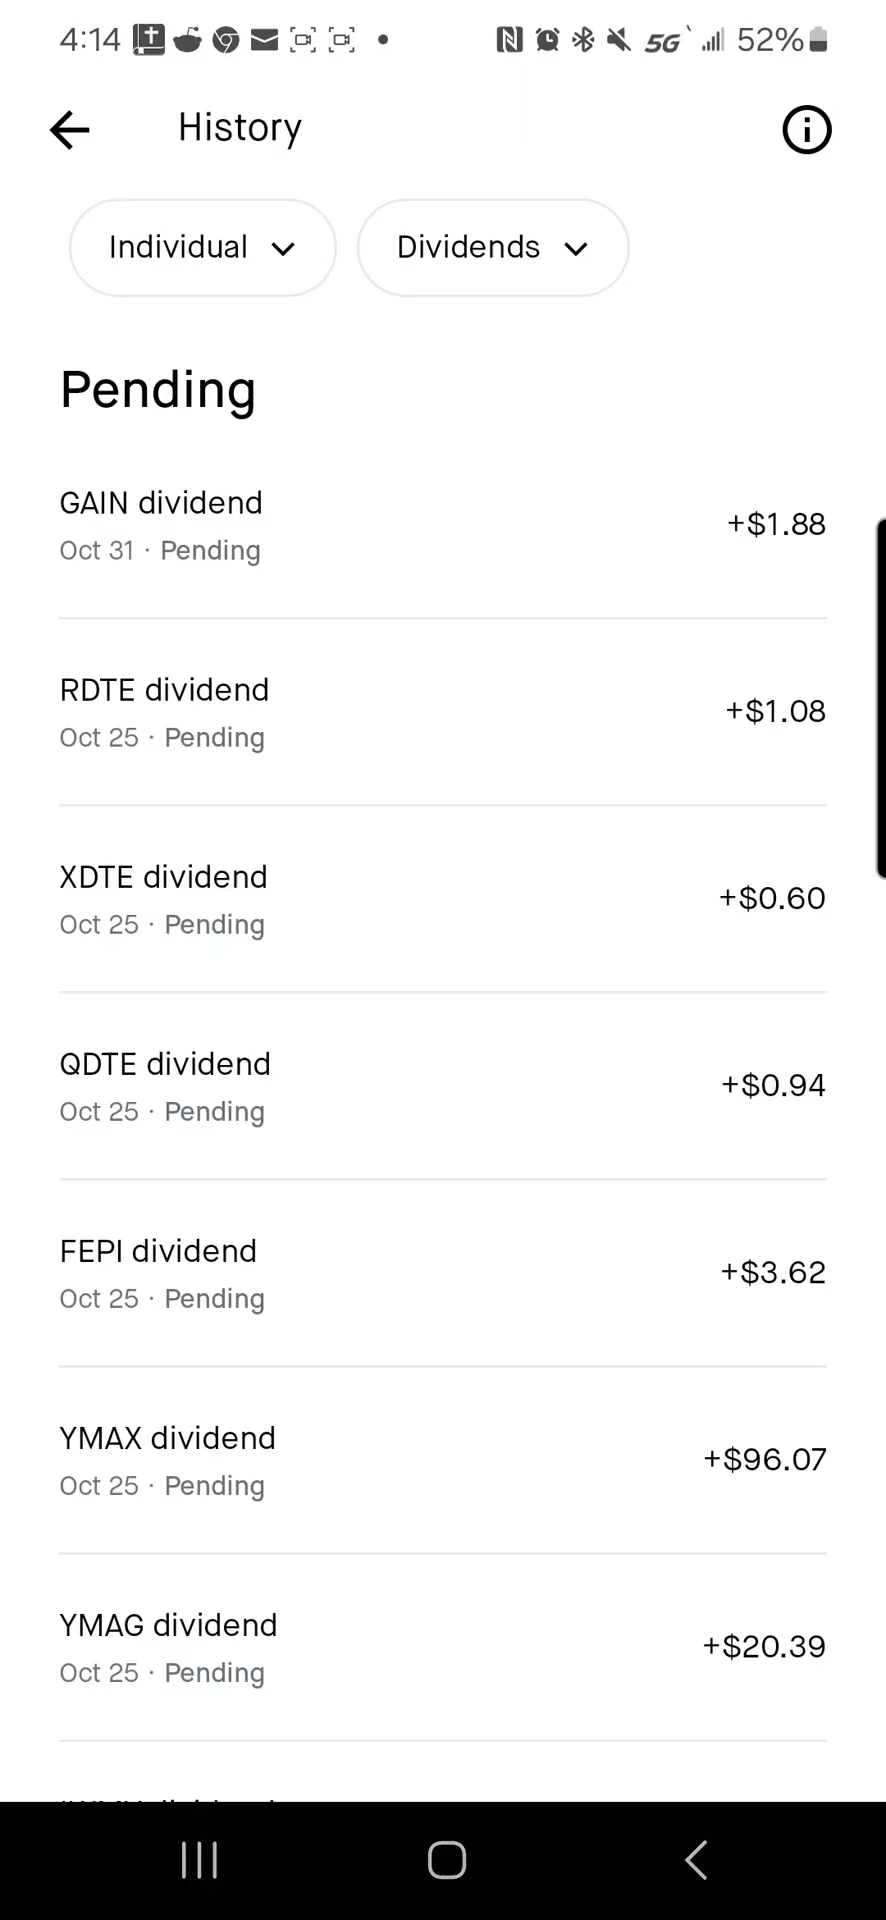 4:14 5G 52%
History
Individual Dividends
Pending
GAIN dividend
+$1.88
Oct 31 · Pending
RDTE dividend
+$1.08
Oct 25 · Pending
XDTE dividend
+$0.60
Oct 25 · Pending
QDTE dividend
+$0.94
Oct 25 · Pending
FEPI dividend
+$3.62
Oct 25 · Pending
YMAX dividend
+$96.07
Oct 25 · Pending
YMAG dividend
+$20.39
Oct 25 · Pending